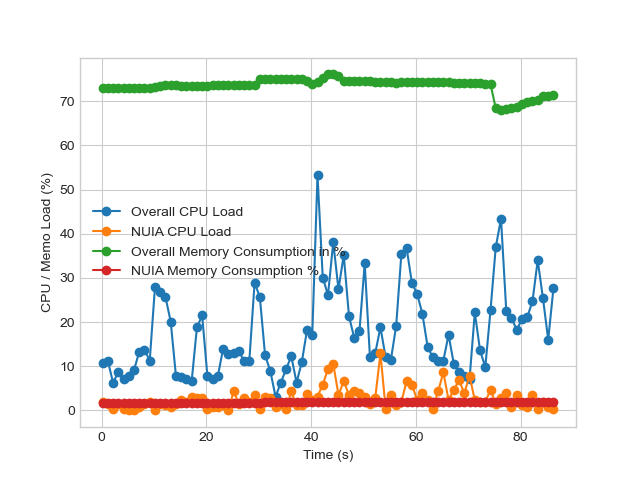 70
60
50
40
30
20
10
0
CPU / Memo Load (%)
Overall CPU Load
NUIA CPU Load
Overall Memory Consumption in %
NUIA Memory Consumption %
0
20
40
60
80
Time (s)